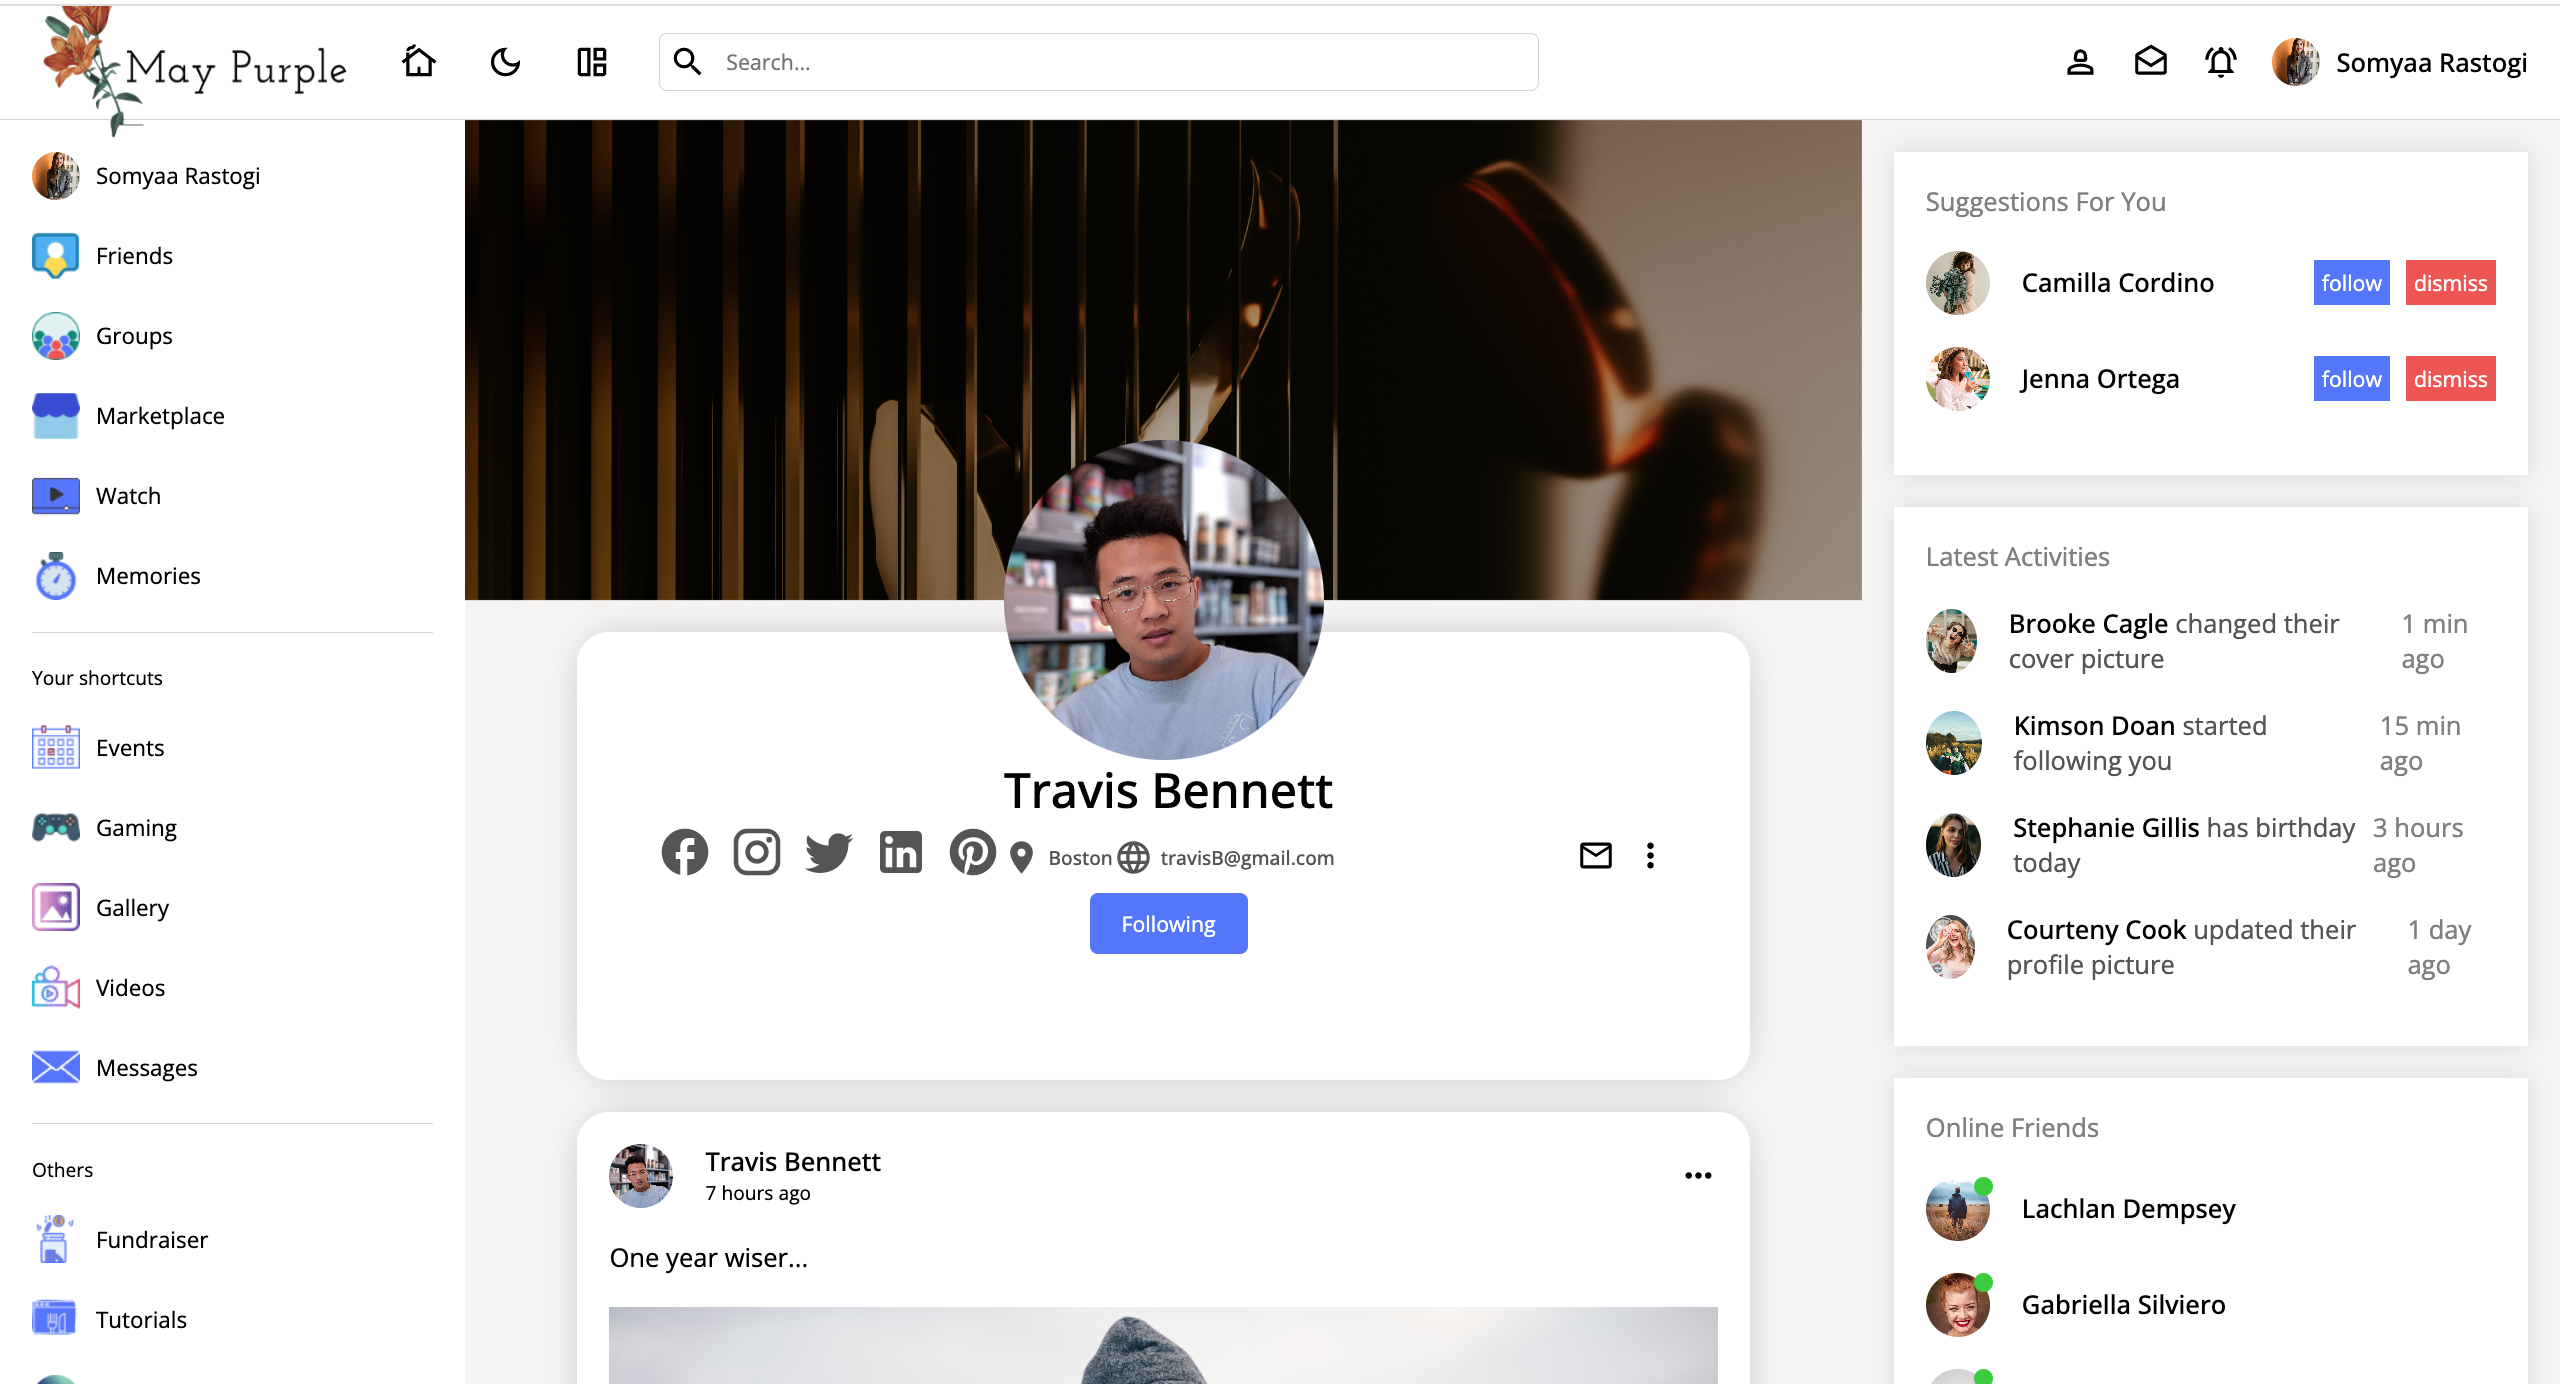 May Purple
Search...
Somyaa Rastogi
Somyaa Rastogi
Friends
Groups
Marketplace
Watch
Memories
Your shortcuts
Events
Gaming
Gallery
Videos
Messages
Others
Fundraiser
Tutorials
Travis Bennett
Boston travisB@gmail.com
Following
Travis Bennett
7 hours ago
One year wiser...
Suggestions For You
Camilla Cordino follow dismiss
Jenna Ortega follow dismiss
Latest Activities
Brooke Cagle changed their 1 min
cover picture ago
Kimson Doan started 15 min
following you ago
Stephanie Gillis has birthday 3 hours
today ago
Courteny Cook updated their 1 day
profile picture ago
Online Friends
Lachlan Dempsey
Gabriella Silviero